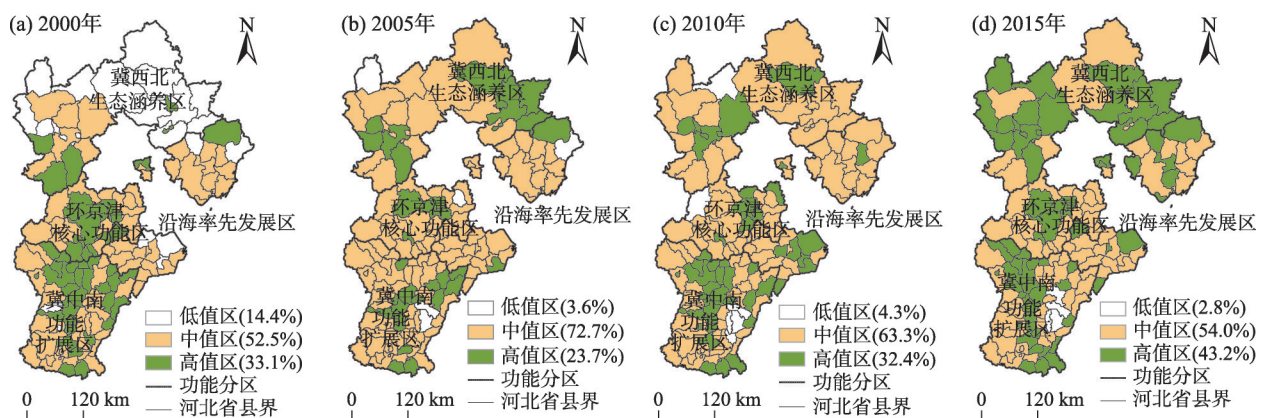 (a) 2000年
N
冀西北
生态涵养区
环京津
核心功能区
沿海率先发展区
冀中南
功能
扩展区
低值区(14.4%)
中值区(52.5%)
高值区(33.1%)
功能分区
河北省县界
0 120 km
(b) 2005年
N
冀西北
生态涵养区
环京津
核心功能区
沿海率先发展区
冀中南
功能
扩展区
低值区(3.6%)
中值区(72.7%)
高值区(23.7%)
功能分区
河北省县界
0 120 km
(c) 2010年
N
冀西北
生态涵养区
环京津
核心功能区
沿海率先发展区
冀中南
功能
扩展区
低值区(4.3%)
中值区(63.3%)
高值区(32.4%)
功能分区
河北省县界
0 120 km
(d) 2015年
N
冀西北
生态涵养区
环京津
核心功能区
沿海率先发展区
冀中南
功能
扩展区
低值区(2.8%)
中值区(54.0%)
高值区(43.2%)
功能分区
河北省县界
0 120 km